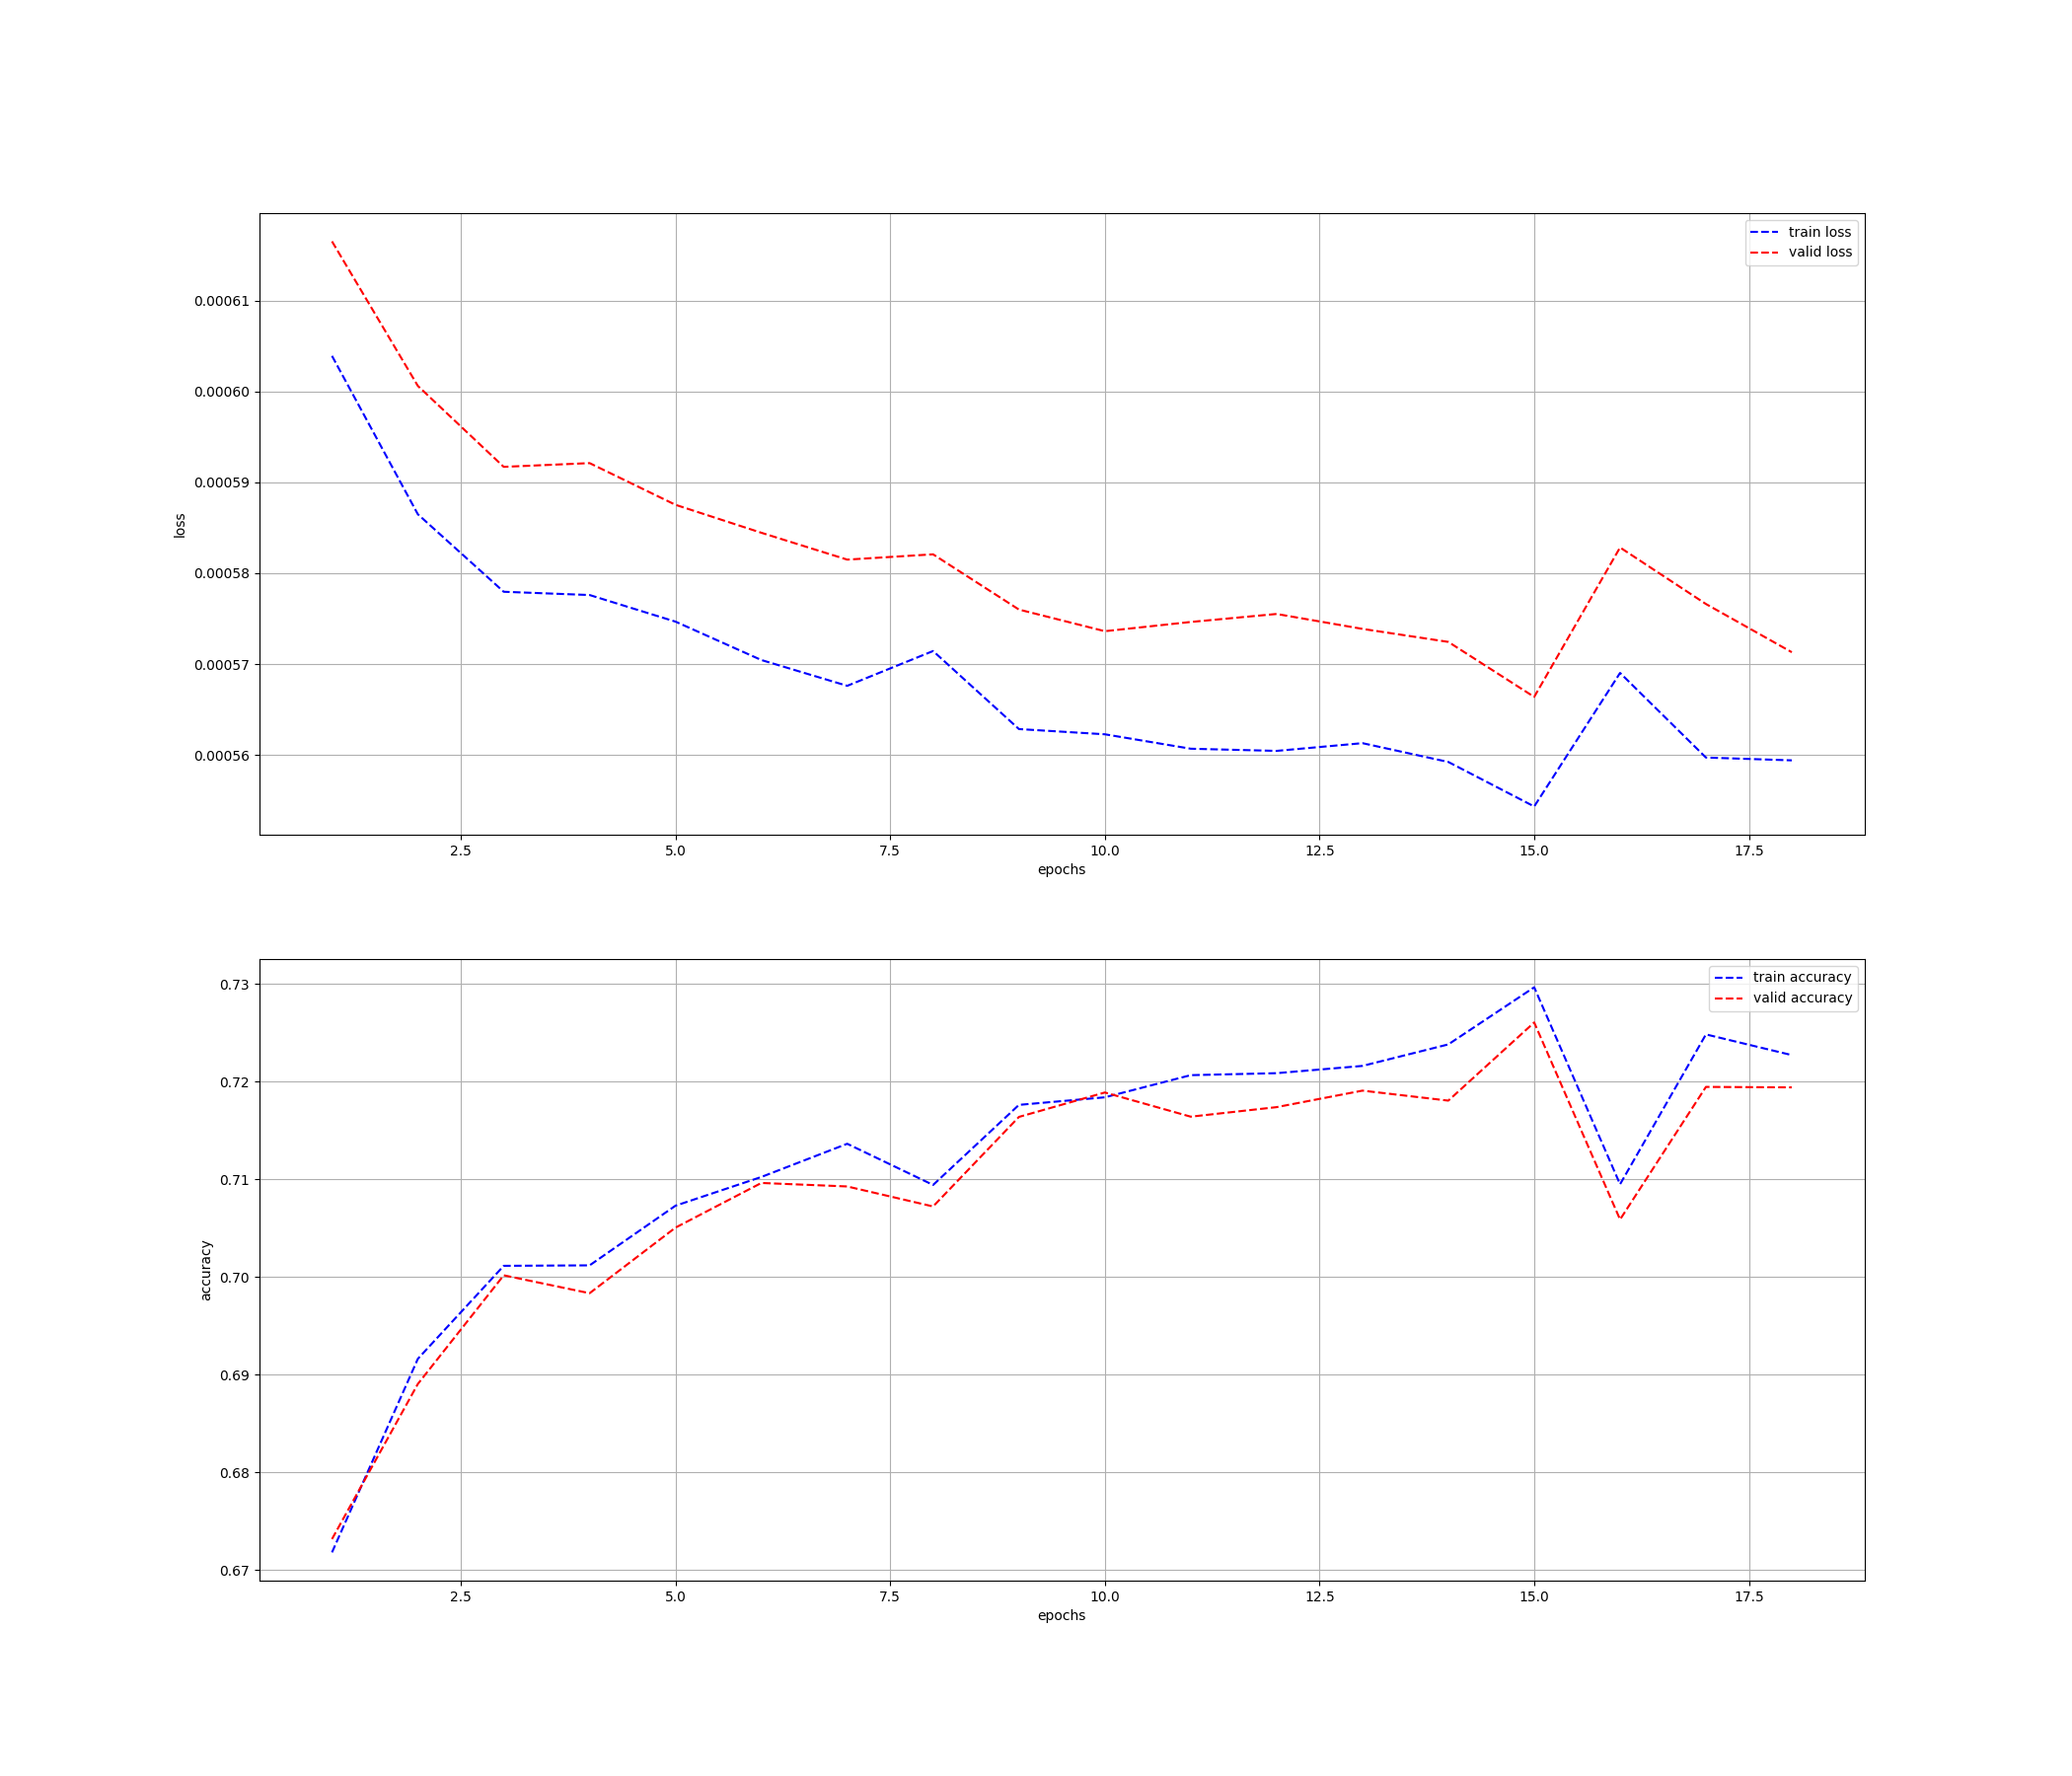 train loss
valid loss
0.00061
0.00060
0.00059
0.00058
0.00057
0.00056
loss
2.5 5.0 7.5 10.0 12.5 15.0 17.5
epochs
train accuracy
valid accuracy
0.73
0.72
0.71
0.70
0.69
0.68
0.67
accuracy
2.5 5.0 7.5 10.0 12.5 15.0 17.5
epochs